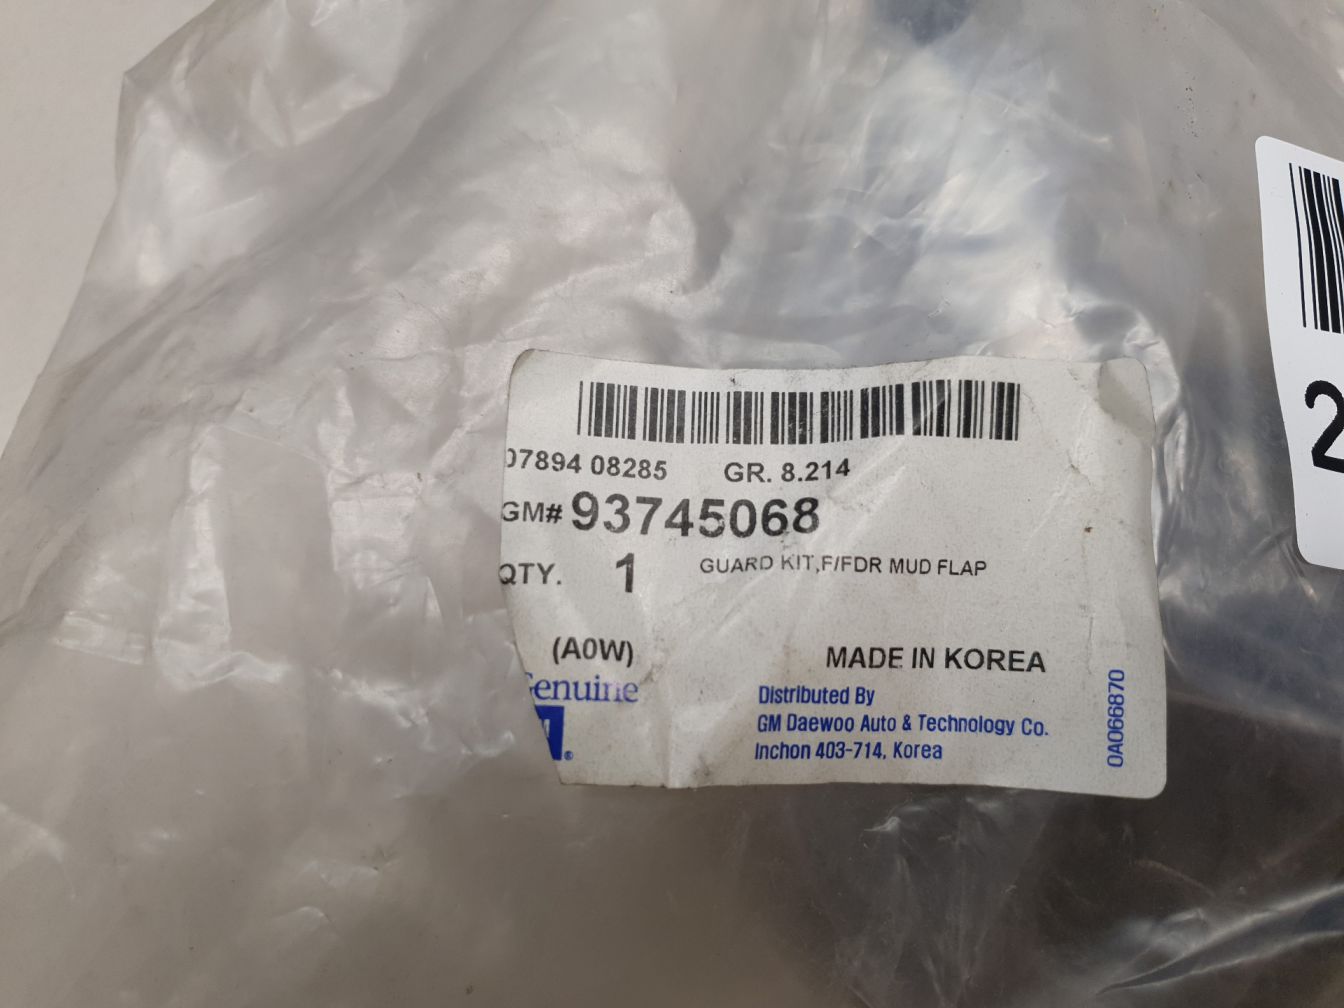 07894 08285 GR. 8.214
GM# 93745068
QTY. 1 GUARD KIT,F/FDR MUD FLAP
(A0W) MADE IN KOREA
Genuine
Distributed By
GM Daewoo Auto & Technology Co.
Inchon 403-714, Korea
0A066870
2